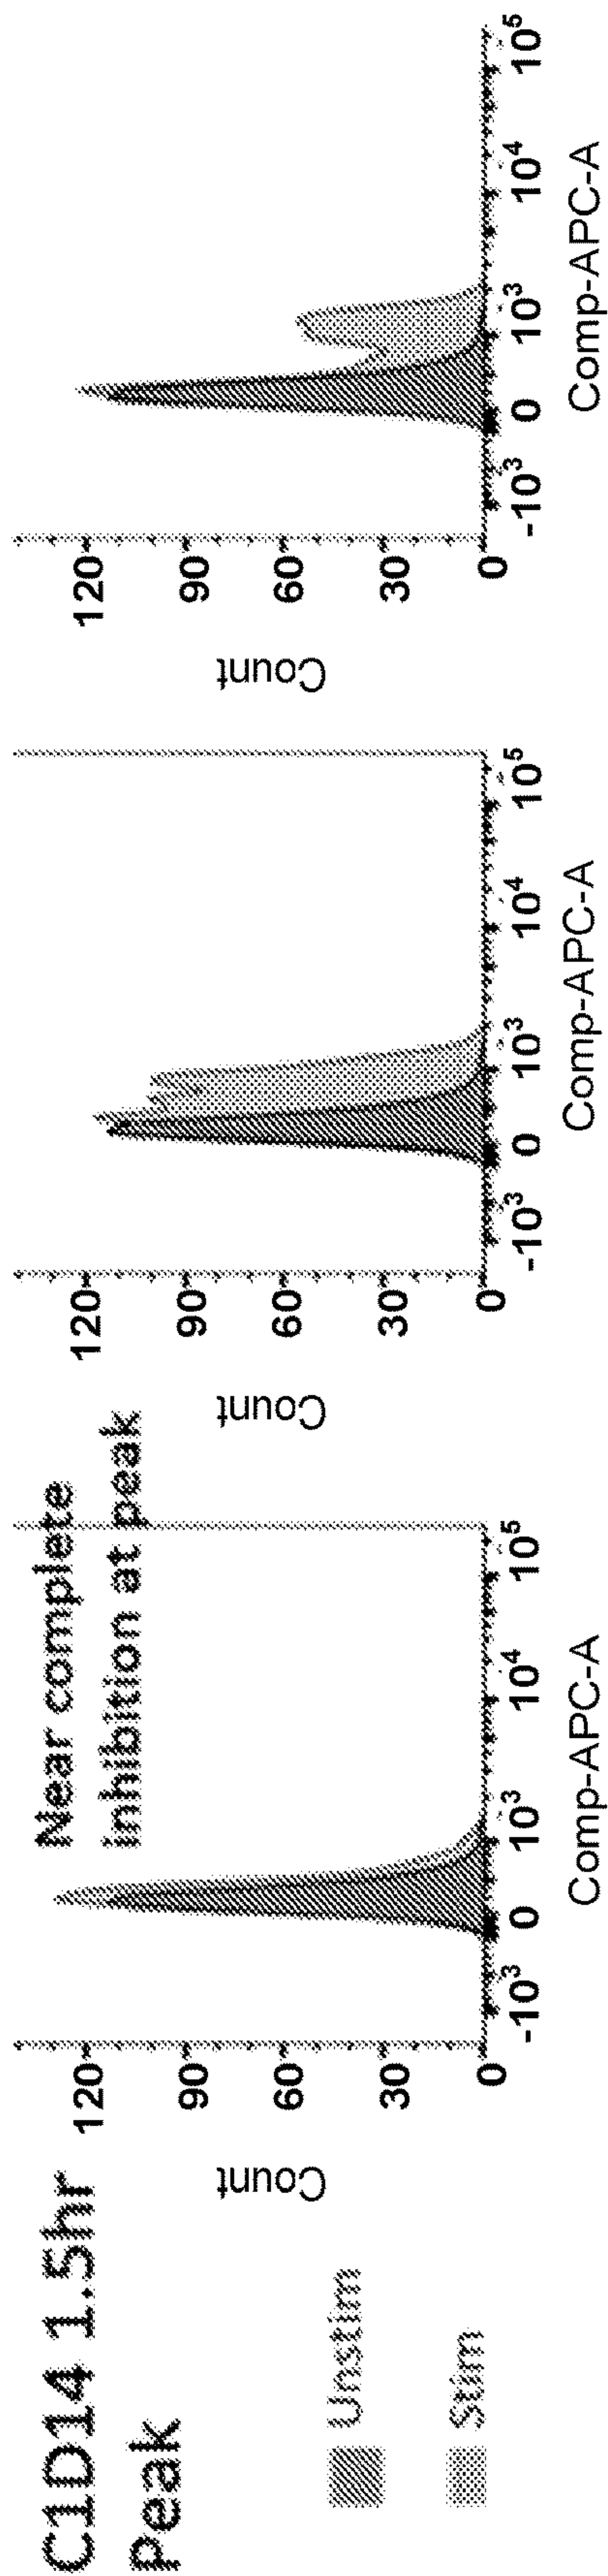 C1D14 1.5hr
Peak
Unstim
Stim
Near complete
inhibition at peak
Count
120
90
60
30
0
-10³ 0 10³ 10⁴ 10⁵
Comp-APC-A
Count
120
90
60
30
0
-10³ 0 10³ 10⁴ 10⁵
Comp-APC-A
Count
120
90
60
30
0
-10³ 0 10³ 10⁴ 10⁵
Comp-APC-A